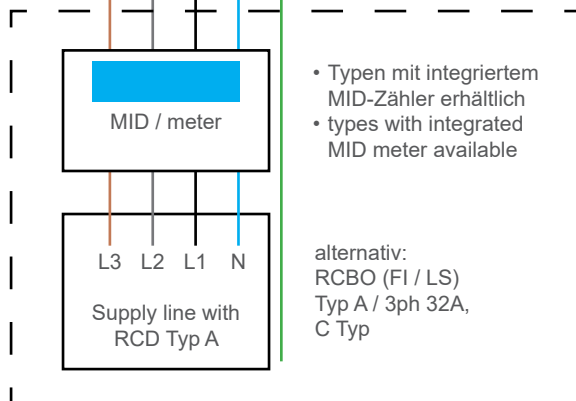 MID / meter
• Typen mit integriertem
MID-Zähler erhältlich
• types with integrated
MID meter available
L3 L2 L1 N
Supply line with
RCD Typ A
alternativ:
RCBO (FI / LS)
Typ A / 3ph 32A,
C Typ